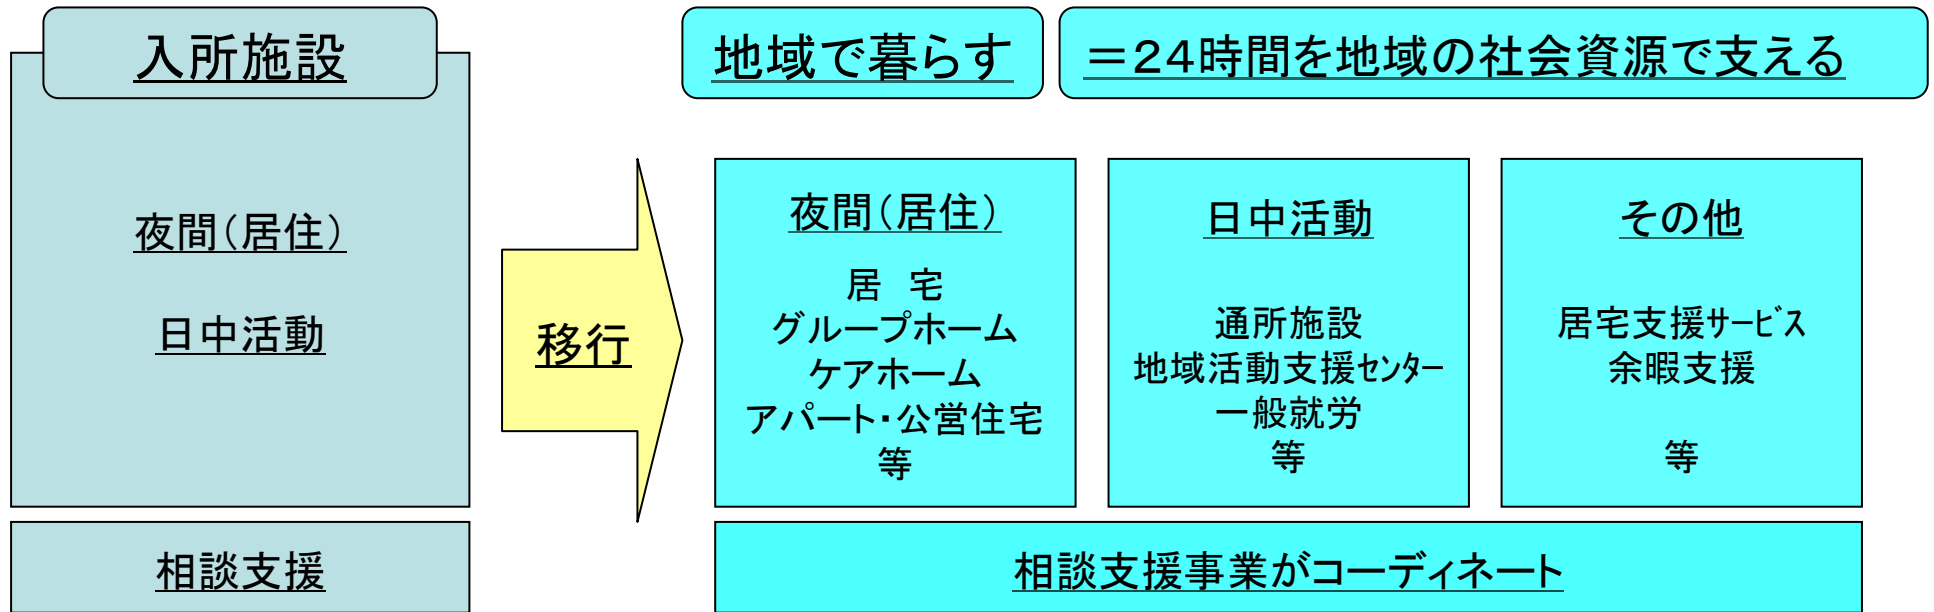 入所施設
夜間（居住）
日中活動
相談支援
移行
地域で暮らす
＝２４時間を地域の社会資源で支える
夜間（居住）
居　宅
グループホーム
ケアホーム
アパート・公営住宅
等
日中活動
通所施設
地域活動支援ｾﾝﾀｰ
一般就労
等
その他
居宅支援ｻｰﾋﾞｽ
余暇支援
等
相談支援事業がコーディネート